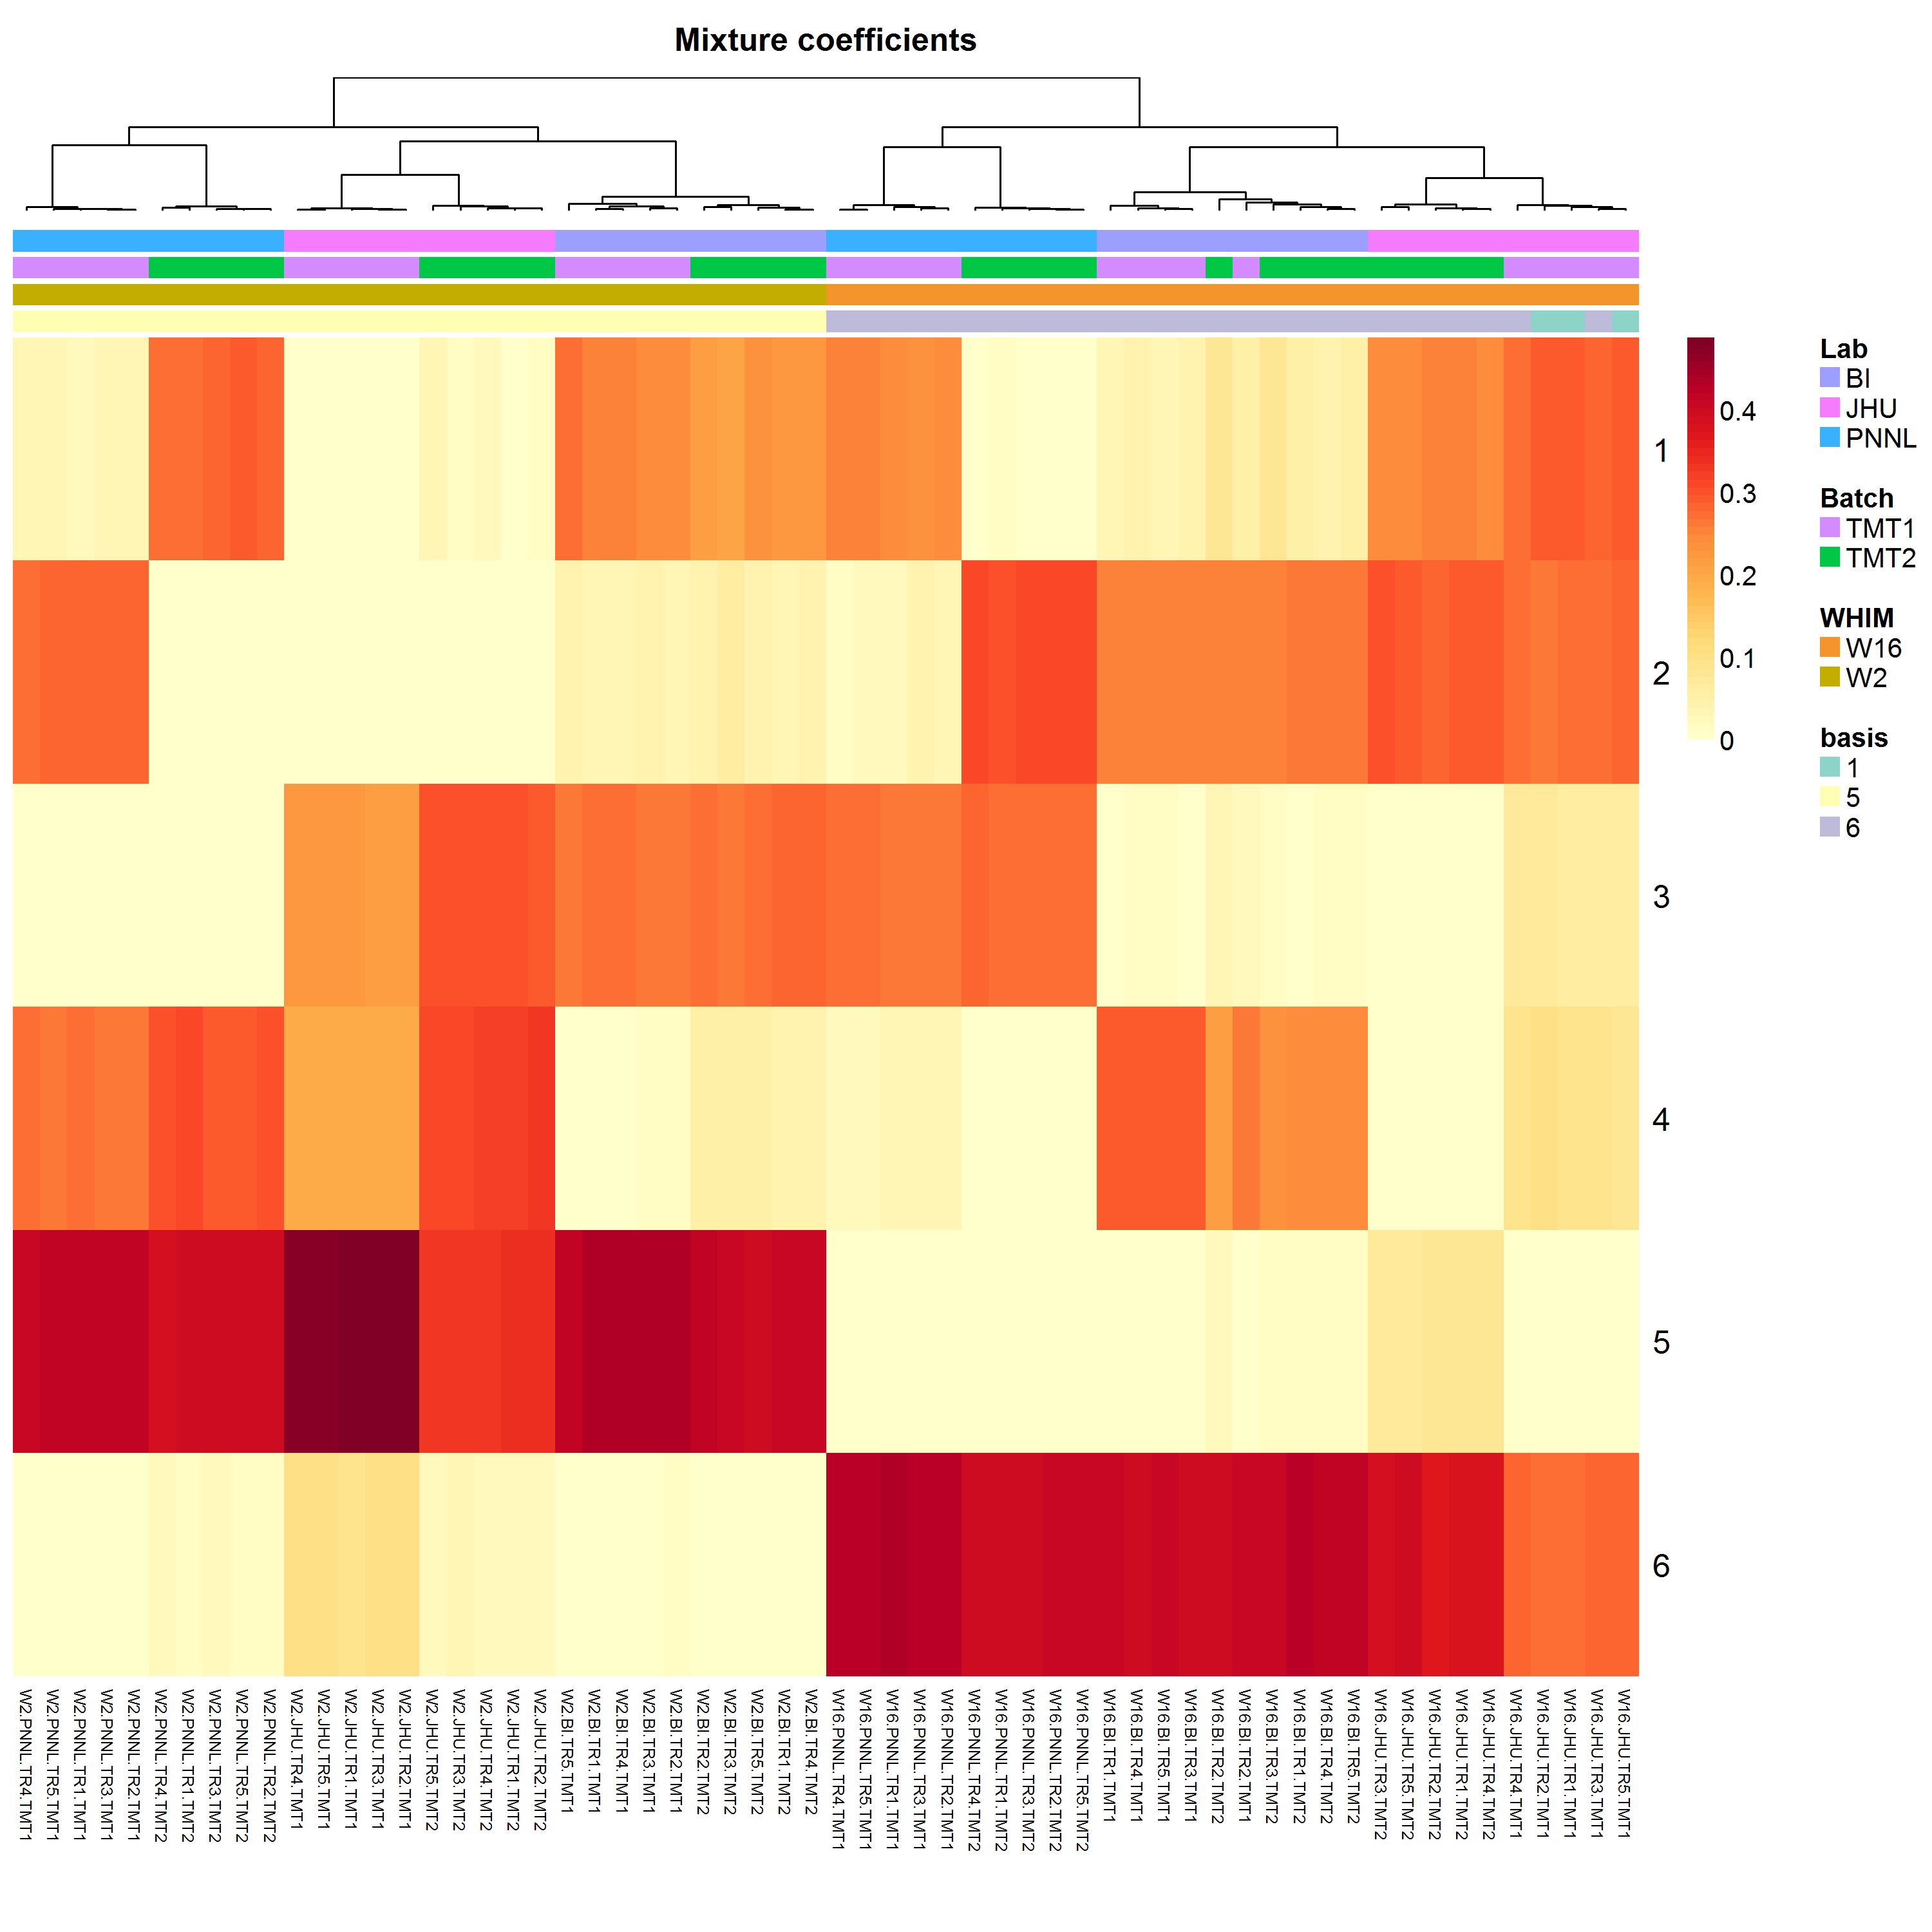 Mixture coefficients
0.4
0.3
0.2
0.1
0
Lab
BI
JHU
PNNL
Batch
TMT1
TMT2
WHIM
W16
W2
basis
1
5
6
1
2
3
4
5
6
W2.PNNL.TR4.TMT1
W2.PNNL.TR5.TMT1
W2.PNNL.TR1.TMT1
W2.PNNL.TR3.TMT1
W2.PNNL.TR2.TMT1
W2.PNNL.TR4.TMT2
W2.PNNL.TR1.TMT2
W2.PNNL.TR3.TMT2
W2.PNNL.TR5.TMT2
W2.PNNL.TR2.TMT2
W2.JHU.TR4.TMT1
W2.JHU.TR5.TMT1
W2.JHU.TR1.TMT1
W2.JHU.TR3.TMT1
W2.JHU.TR2.TMT1
W2.JHU.TR5.TMT2
W2.JHU.TR3.TMT2
W2.JHU.TR4.TMT2
W2.JHU.TR1.TMT2
W2.JHU.TR2.TMT2
W2.BI.TR5.TMT1
W2.BI.TR1.TMT1
W2.BI.TR4.TMT1
W2.BI.TR3.TMT1
W2.BI.TR2.TMT1
W2.BI.TR2.TMT2
W2.BI.TR3.TMT2
W2.BI.TR5.TMT2
W2.BI.TR1.TMT2
W2.BI.TR4.TMT2
W16.PNNL.TR4.TMT1
W16.PNNL.TR5.TMT1
W16.PNNL.TR1.TMT1
W16.PNNL.TR3.TMT1
W16.PNNL.TR2.TMT1
W16.PNNL.TR4.TMT2
W16.PNNL.TR1.TMT2
W16.PNNL.TR3.TMT2
W16.PNNL.TR2.TMT2
W16.PNNL.TR5.TMT2
W16.BI.TR1.TMT1
W16.BI.TR4.TMT1
W16.BI.TR5.TMT1
W16.BI.TR3.TMT1
W16.BI.TR2.TMT2
W16.BI.TR2.TMT1
W16.BI.TR3.TMT2
W16.BI.TR1.TMT2
W16.BI.TR4.TMT2
W16.BI.TR5.TMT2
W16.JHU.TR3.TMT2
W16.JHU.TR5.TMT2
W16.JHU.TR2.TMT2
W16.JHU.TR1.TMT2
W16.JHU.TR4.TMT2
W16.JHU.TR4.TMT1
W16.JHU.TR2.TMT1
W16.JHU.TR1.TMT1
W16.JHU.TR3.TMT1
W16.JHU.TR5.TMT1